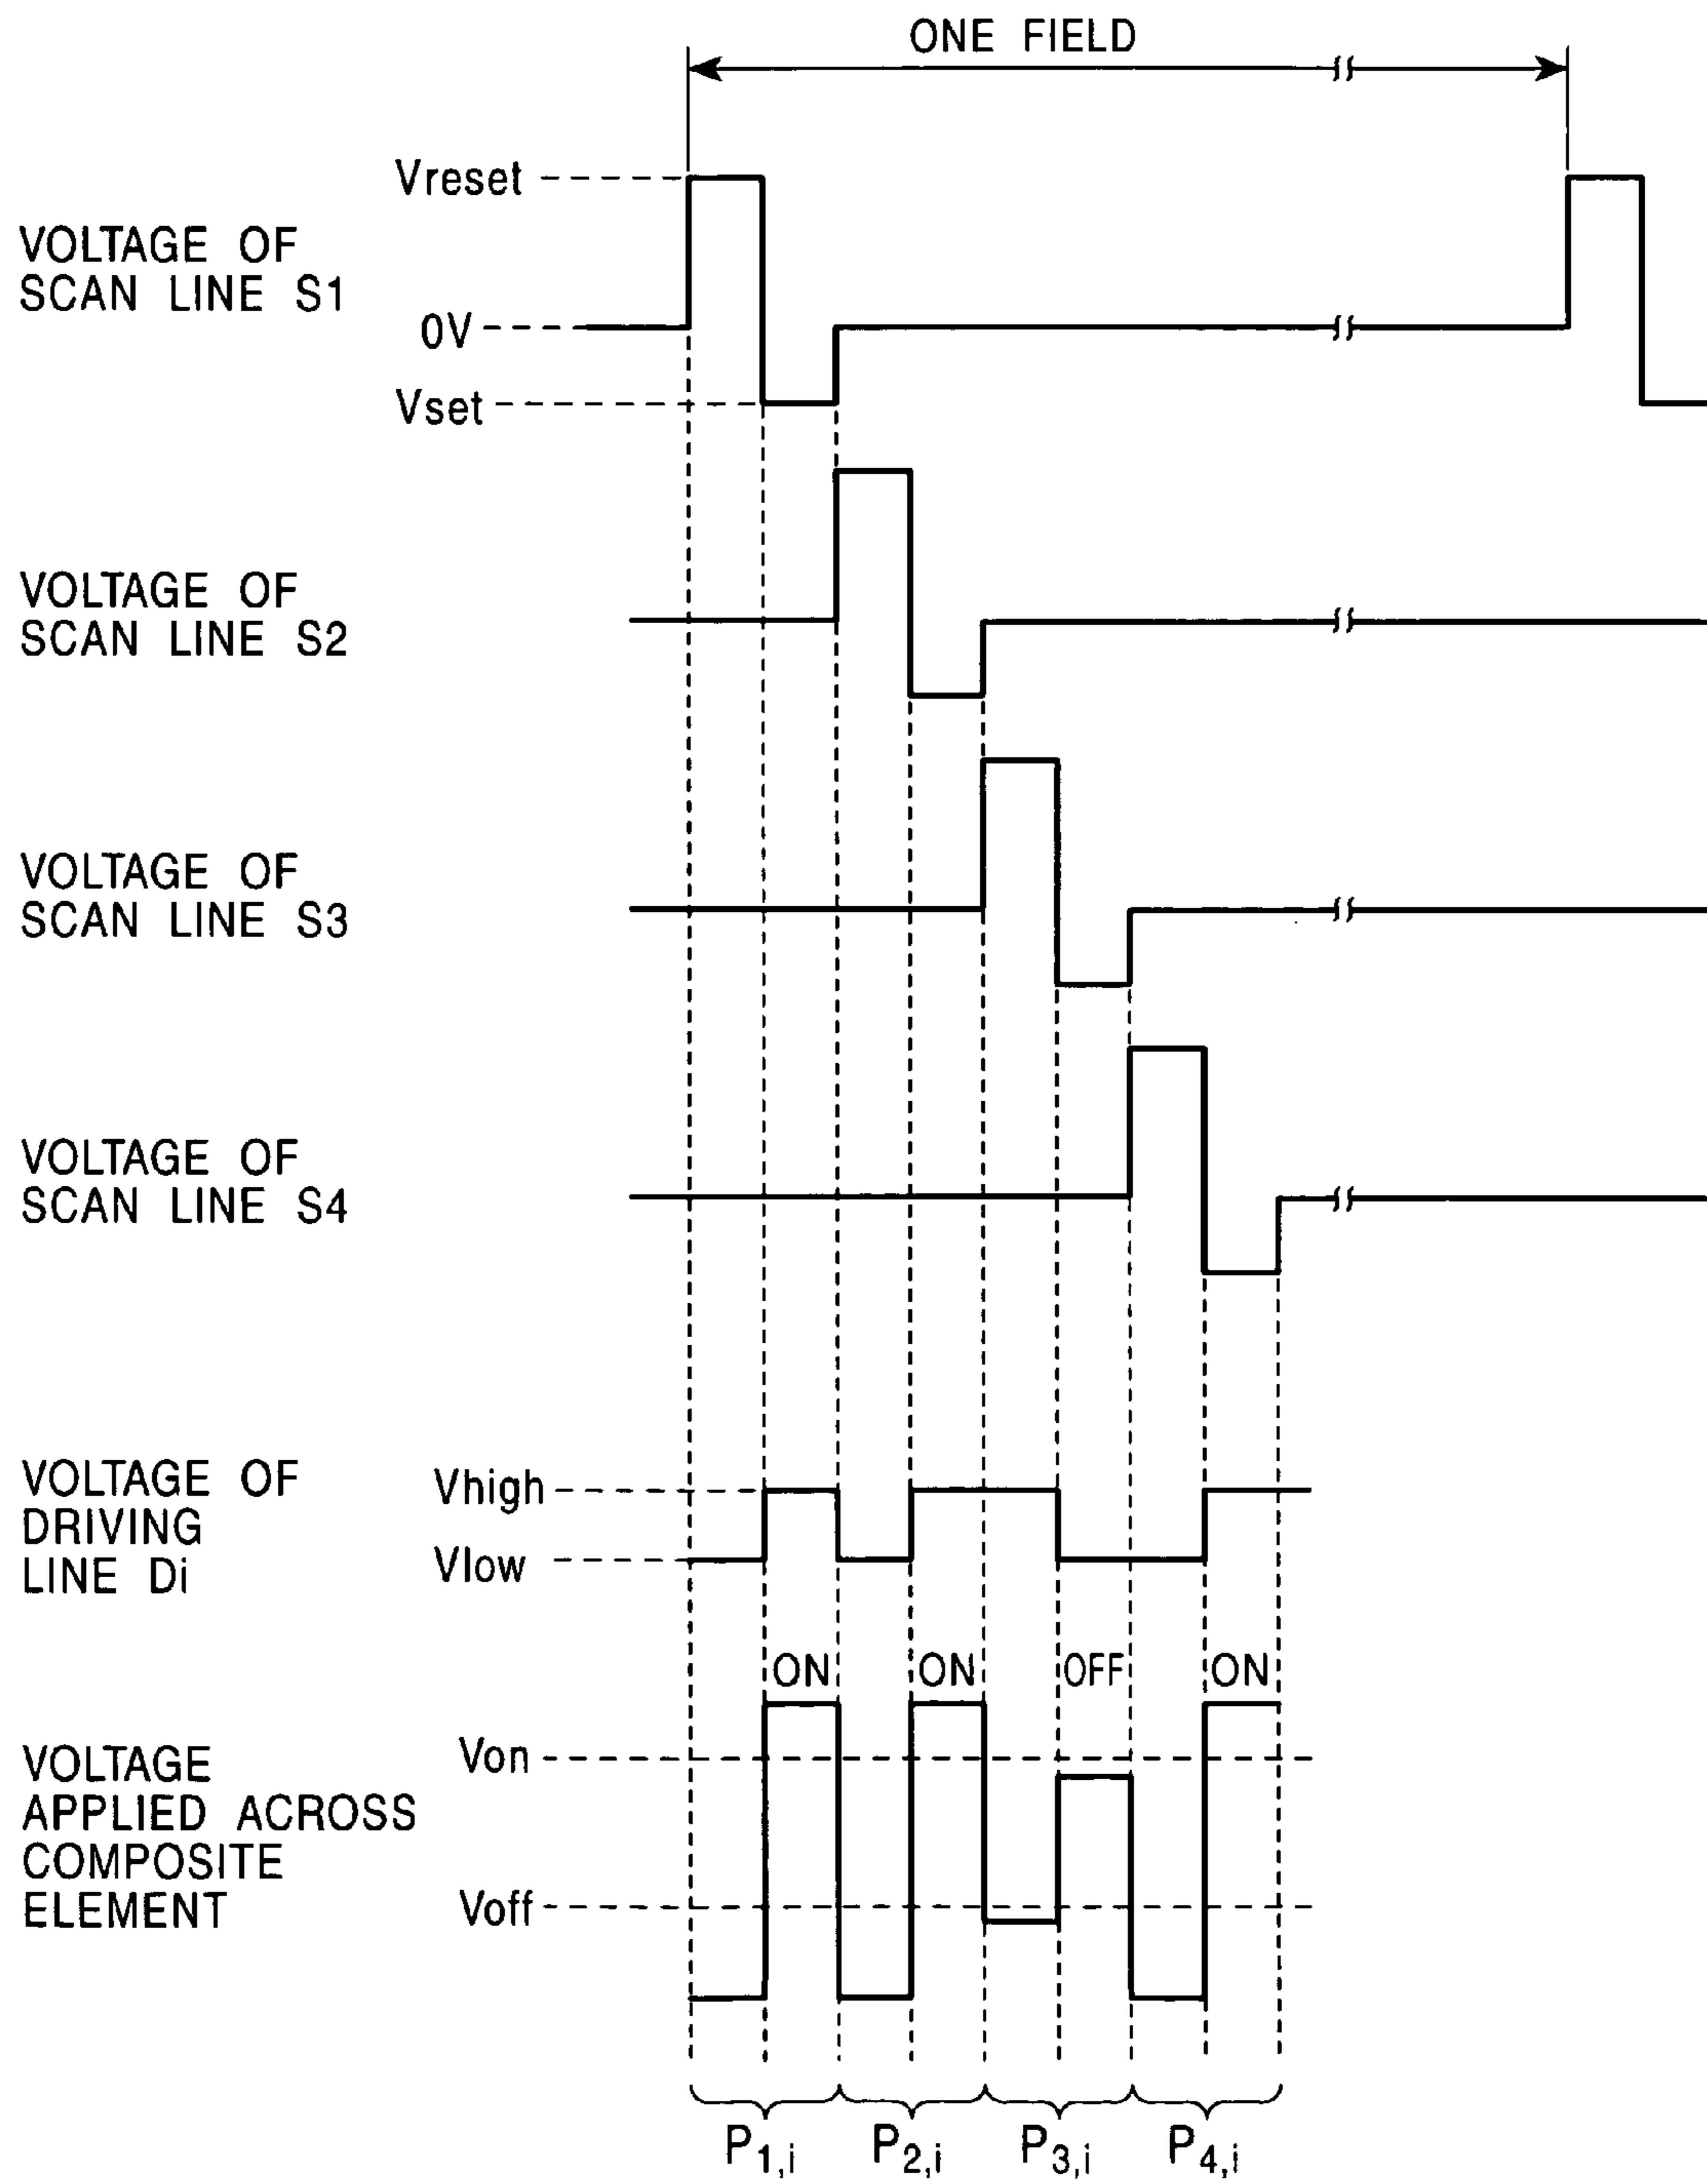 ONE FIELD
Vreset
VOLTAGE OF
SCAN LINE S1
0V
Vset
VOLTAGE OF
SCAN LINE S2
VOLTAGE OF
SCAN LINE S3
VOLTAGE OF
SCAN LINE S4
VOLTAGE OF
DRIVING
LINE Di
Vhigh
Vlow
ON ON OFF ON
VOLTAGE
APPLIED ACROSS
COMPOSITE
ELEMENT
Von
Voff
P1,i P2,i P3,i P4,i